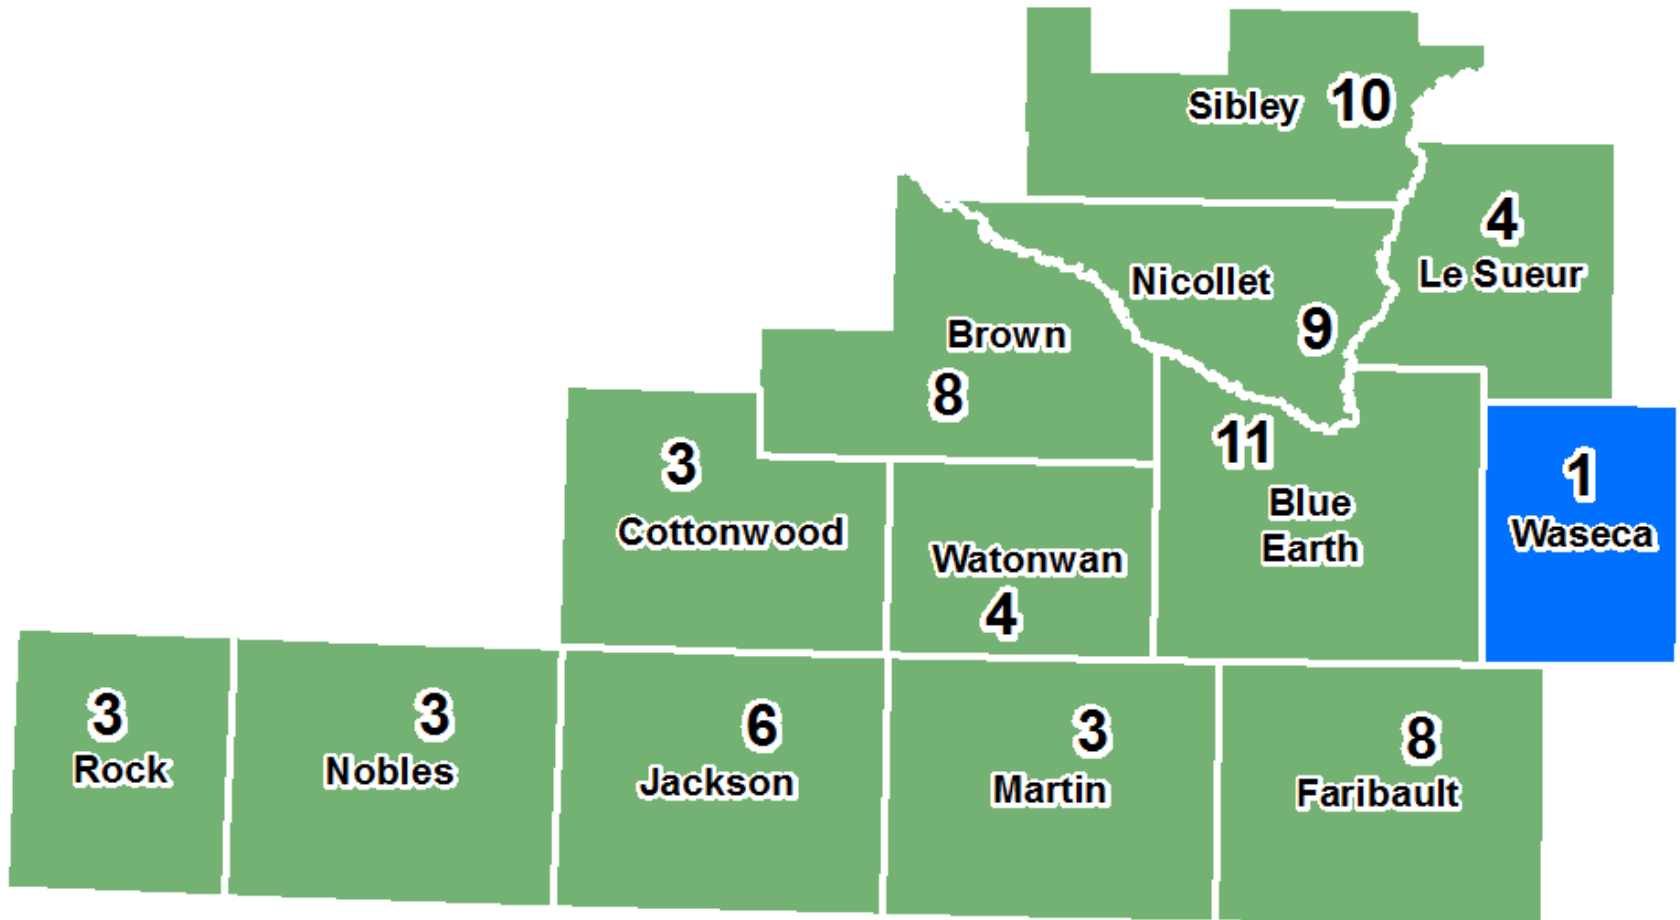 Sibley 10
4
Le Sueur
Nicollet
9
Brown
8
11
Blue
Earth
3
Cottonwood
Watonwan
4
1
Waseca
3
Rock
3
Nobles
6
Jackson
3
Martin
8
Faribault